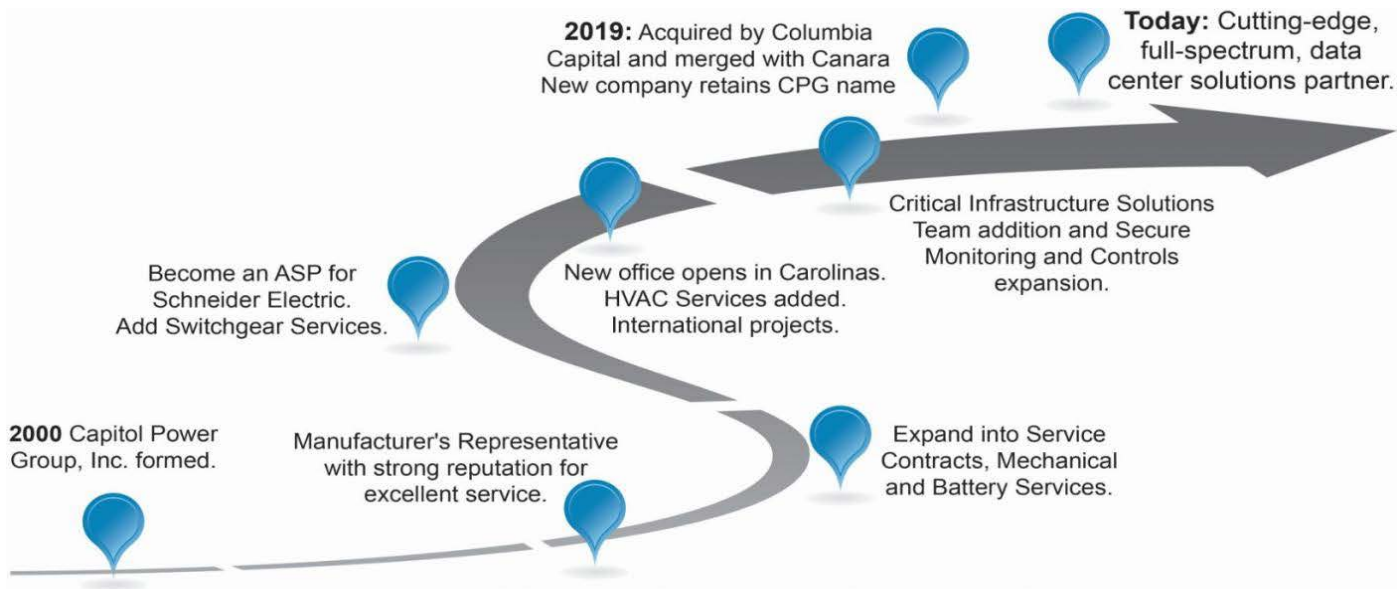 2000 Capitol Power
Group, Inc. formed.
Manufacturer's Representative
with strong reputation for
excellent service.
Expand into Service
Contracts, Mechanical
and Battery Services.
Become an ASP for
Schneider Electric.
Add Switchgear Services.
New office opens in Carolinas.
HVAC Services added.
International projects.
Critical Infrastructure Solutions
Team addition and Secure
Monitoring and Controls
expansion.
2019: Acquired by Columbia
Capital and merged with Canara
New company retains CPG name
Today: Cutting-edge,
full-spectrum, data
center solutions partner.